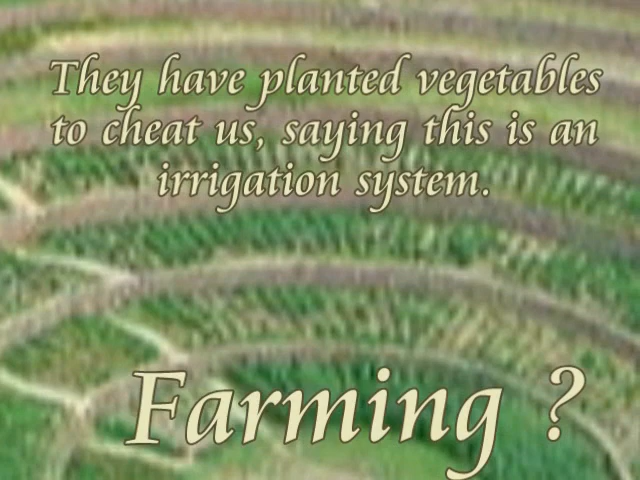 They have planted vegetables
to cheat us, saying this is an
irrigation system.
Farming ?